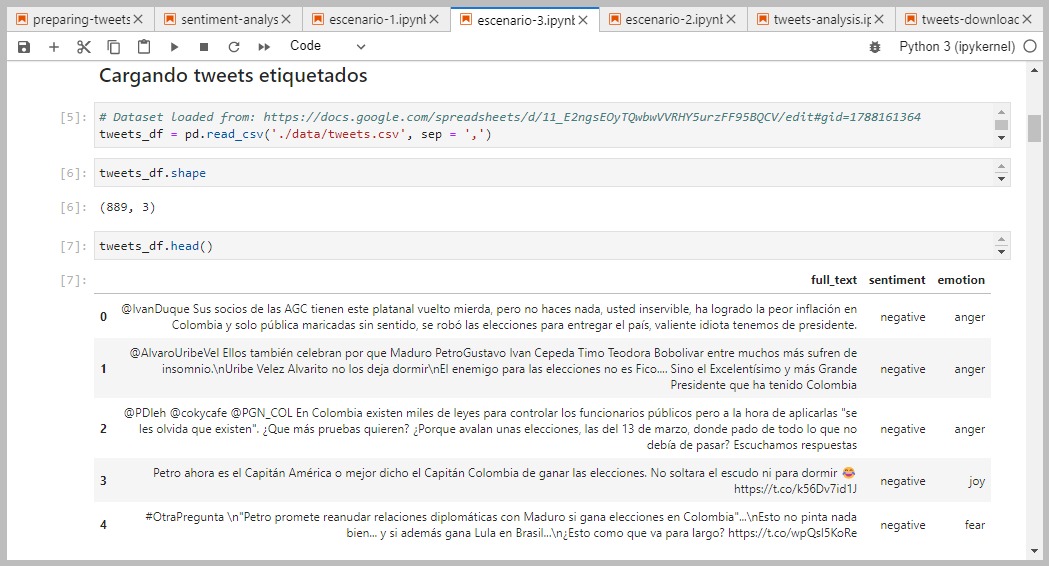 preparing-tweets
sentiment-analys
escenario-1.ipynb
escenario-3.ipynb
escenario-2.ipynb
tweets-analysis.ip
tweets-download
Code
Python 3 (ipykernel)
Cargando tweets etiquetados
[5]:
# Dataset loaded from: https://docs.google.com/spreadsheets/d/11_E2ngsEOyTQwbwVVRHY5urzFF95BQCV/edit#gid=1788161364
tweets_df = pd.read_csv('./data/tweets.csv', sep = ',')
[6]:
tweets_df.shape
[6]:
(889, 3)
[7]:
tweets_df.head()
[7]:
full_text sentiment emotion
0 @IvanDuque Sus socios de las AGC tienen este platanal vuelto mierda, pero no haces nada, usted inservible, ha logrado la peor inflación en
Colombia y solo pública maricadas sin sentido, se robó las elecciones para entregar el país, valiente idiota tenemos de presidente.
negative anger
1 @AlvaroUribeVel Ellos también celebran por que Maduro PetroGustavo Ivan Cepeda Timo Teodora Bobolivar entre muchos más sufren de
insomnio.\nUribe Velez Alvarito no los deja dormir\nEl enemigo para las elecciones no es Fico.... Sino el Excelentísimo y más Grande
Presidente que ha tenido Colombia
negative anger
2 @PDleh @cokycafe @PGN_COL En Colombia existen miles de leyes para controlar los funcionarios públicos pero a la hora de aplicarlas "se
les olvida que existen". ¿Que más pruebas quieren? ¿Porque avalan unas elecciones, las del 13 de marzo, donde pado de todo lo que no
debía de pasar? Escuchamos respuestas
negative anger
3 Petro ahora es el Capitán América o mejor dicho el Capitán Colombia de ganar las elecciones. No soltara el escudo ni para dormir 😂
https://t.co/k56Dv7id1J
negative joy
4 #OtraPregunta \n"Petro promete reanudar relaciones diplomáticas con Maduro si gana elecciones en Colombia"...\nEsto no pinta nada
bien... y si además gana Lula en Brasil...\n¿Esto como que va para largo? https://t.co/wpQsI5KoRe
negative fear